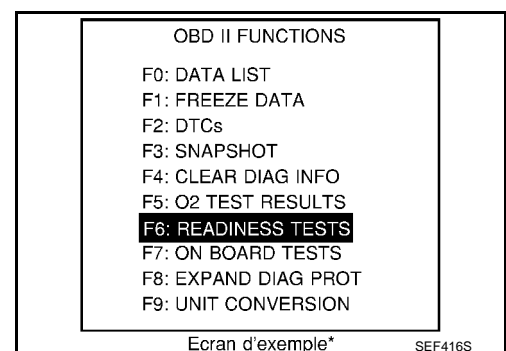 OBD II FUNCTIONS
F0: DATA LIST
F1: FREEZE DATA
F2: DTCs
F3: SNAPSHOT
F4: CLEAR DIAG INFO
F5: O2 TEST RESULTS
F6: READINESS TESTS
F7: ON BOARD TESTS
F8: EXPAND DIAG PROT
F9: UNIT CONVERSION
Ecran d'exemple*
SEF416S